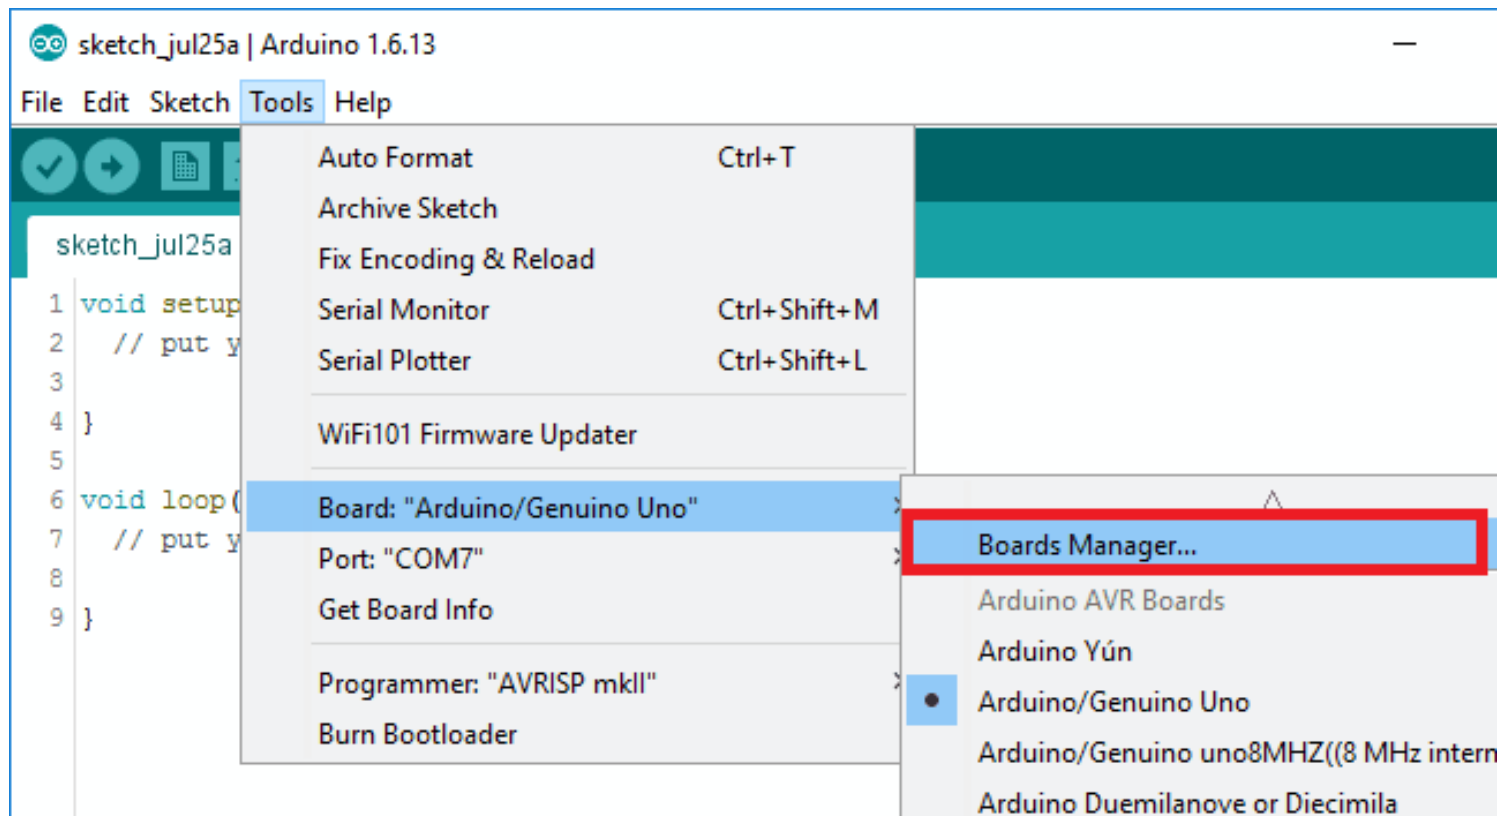 sketch_jul25a | Arduino 1.6.13
File Edit Sketch Tools Help
Auto Format Ctrl+T
Archive Sketch
sketch_jul25a
Fix Encoding & Reload
1 void setup
Serial Monitor Ctrl+Shift+M
2 // put y
Serial Plotter Ctrl+Shift+L
3
4 }
WiFi101 Firmware Updater
5
6 void loop(
Board: "Arduino/Genuino Uno"
7 // put y
Boards Manager...
Port: "COM7"
8
Arduino AVR Boards
Get Board Info
9 }
Arduino Yún
Programmer: "AVRISP mkII"
Arduino/Genuino Uno
Burn Bootloader
Arduino/Genuino uno8MHZ((8 MHz intern
Arduino Duemilanove or Diecimila